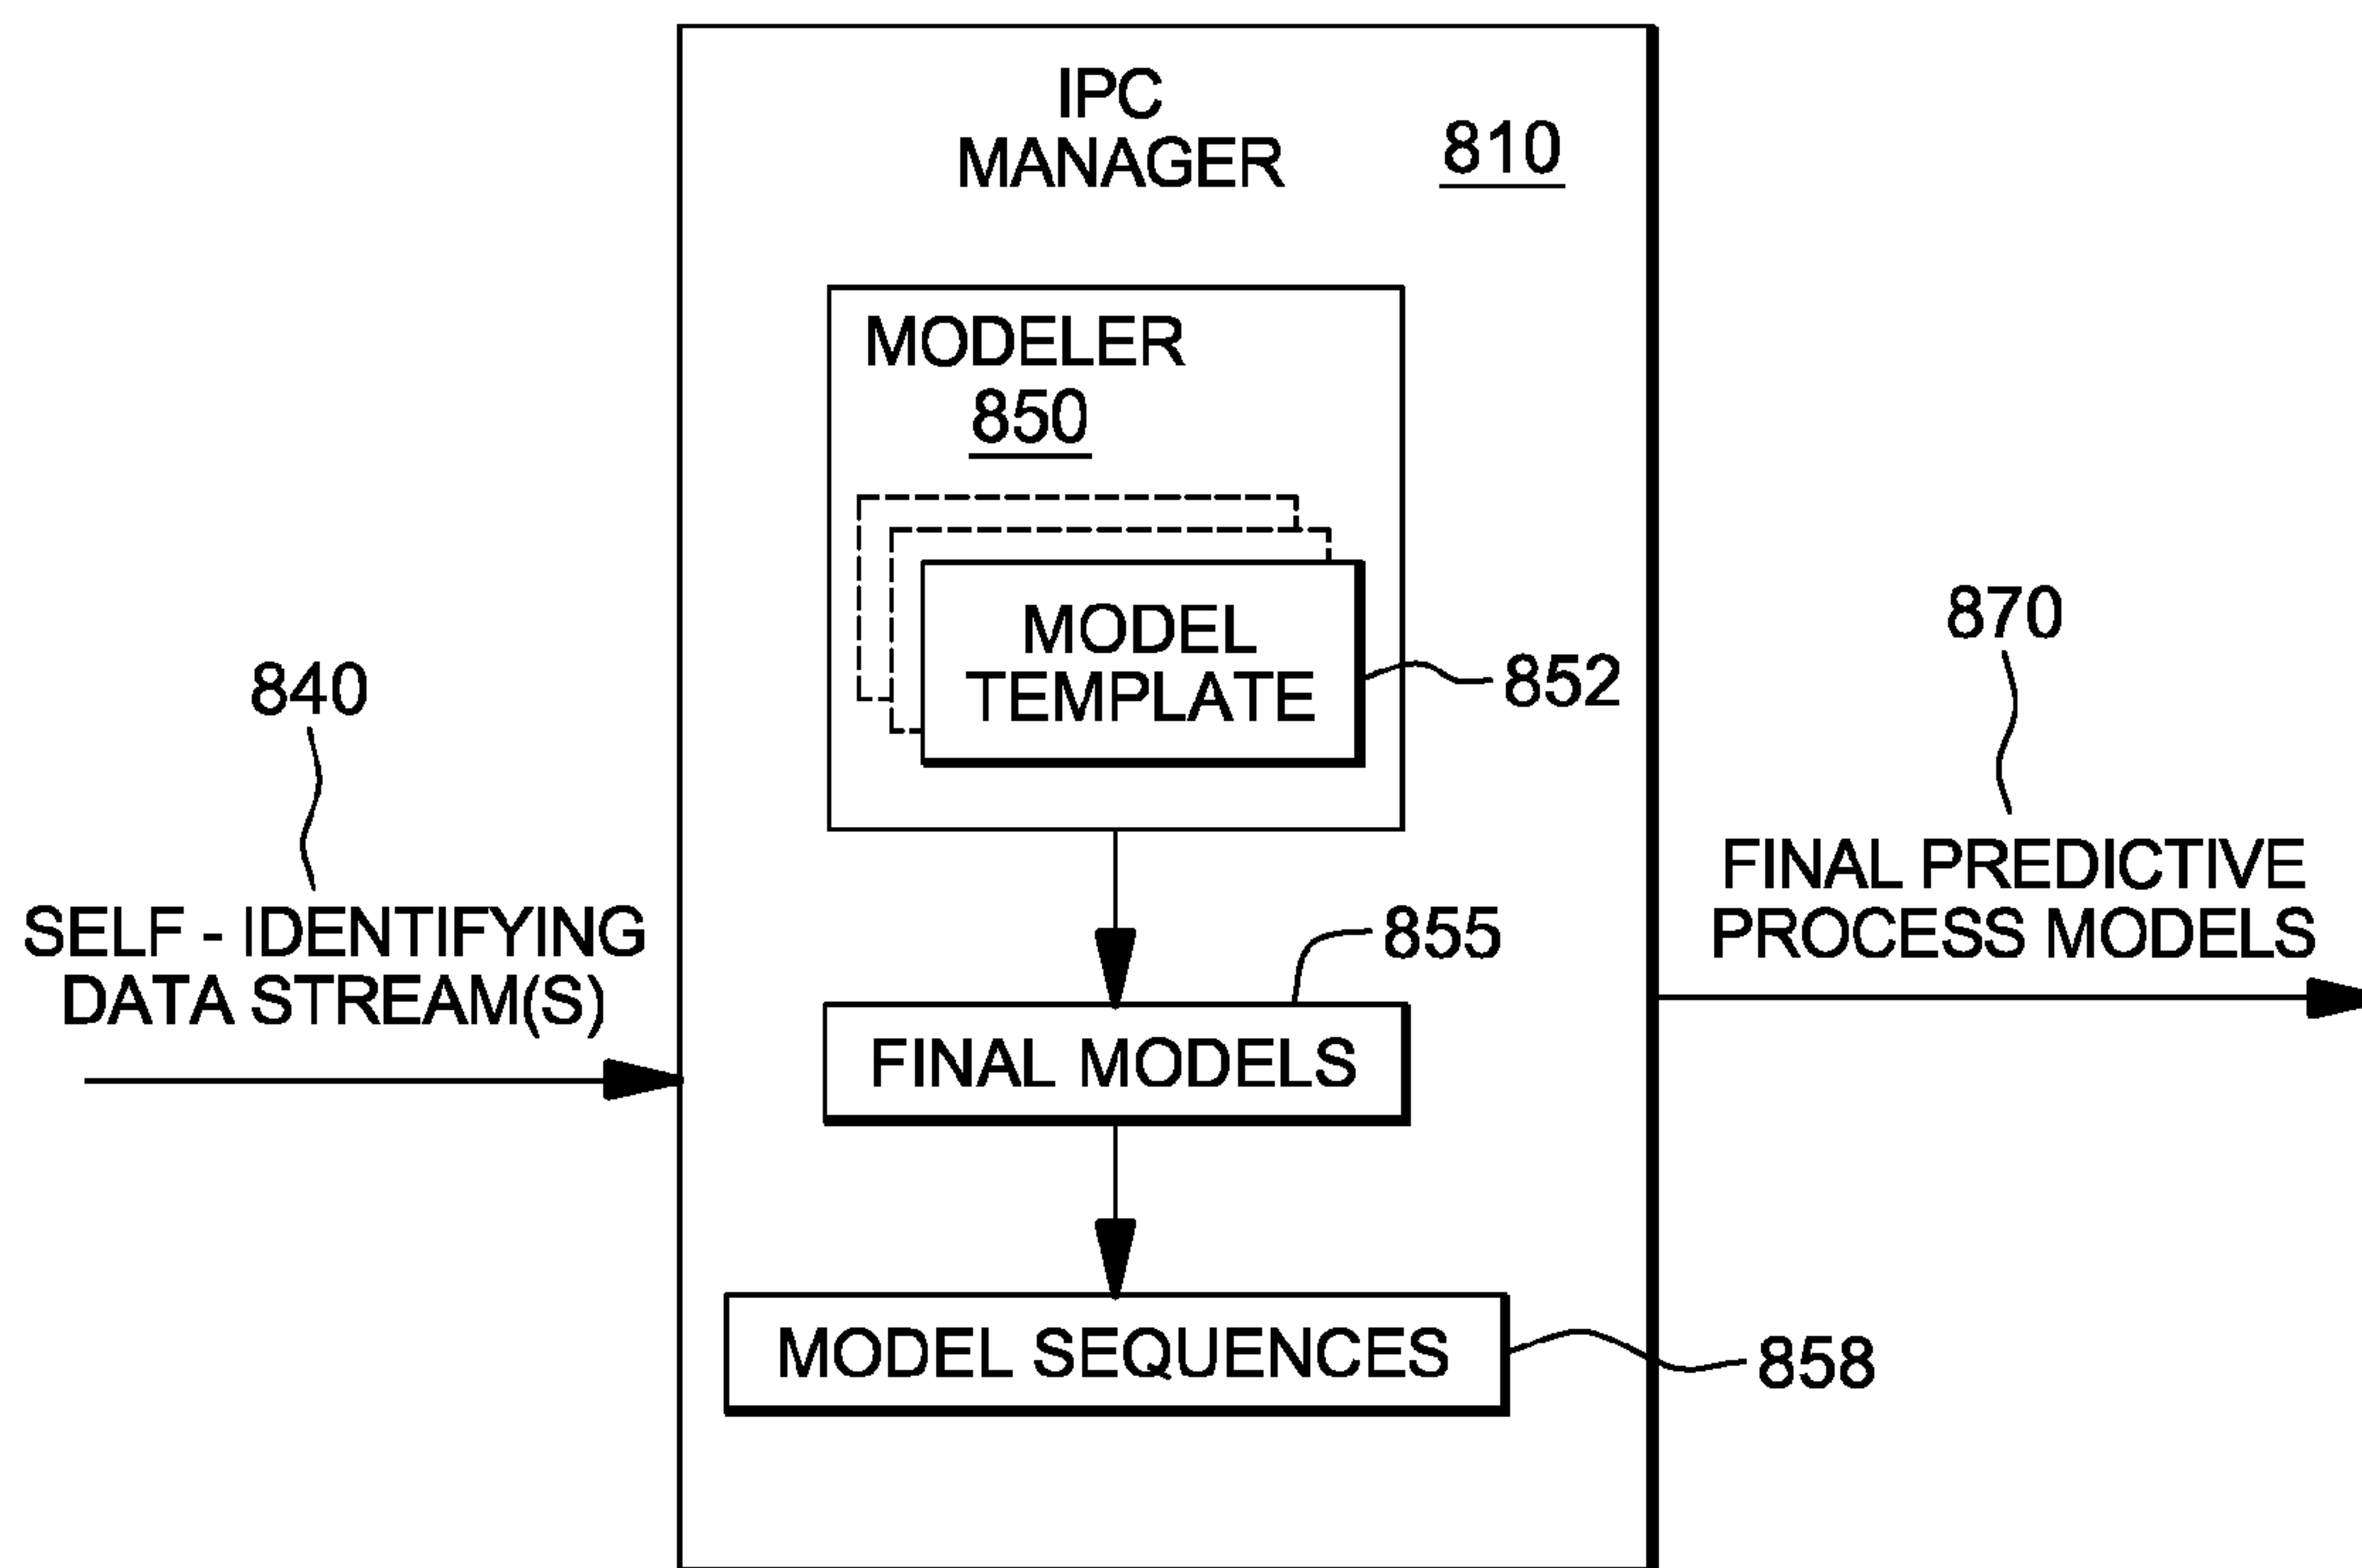 IPC
MANAGER
810
MODELER
850
MODEL
TEMPLATE
852
840
SELF - IDENTIFYING
DATA STREAM(S)
870
FINAL PREDICTIVE
PROCESS MODELS
855
FINAL MODELS
MODEL SEQUENCES
858